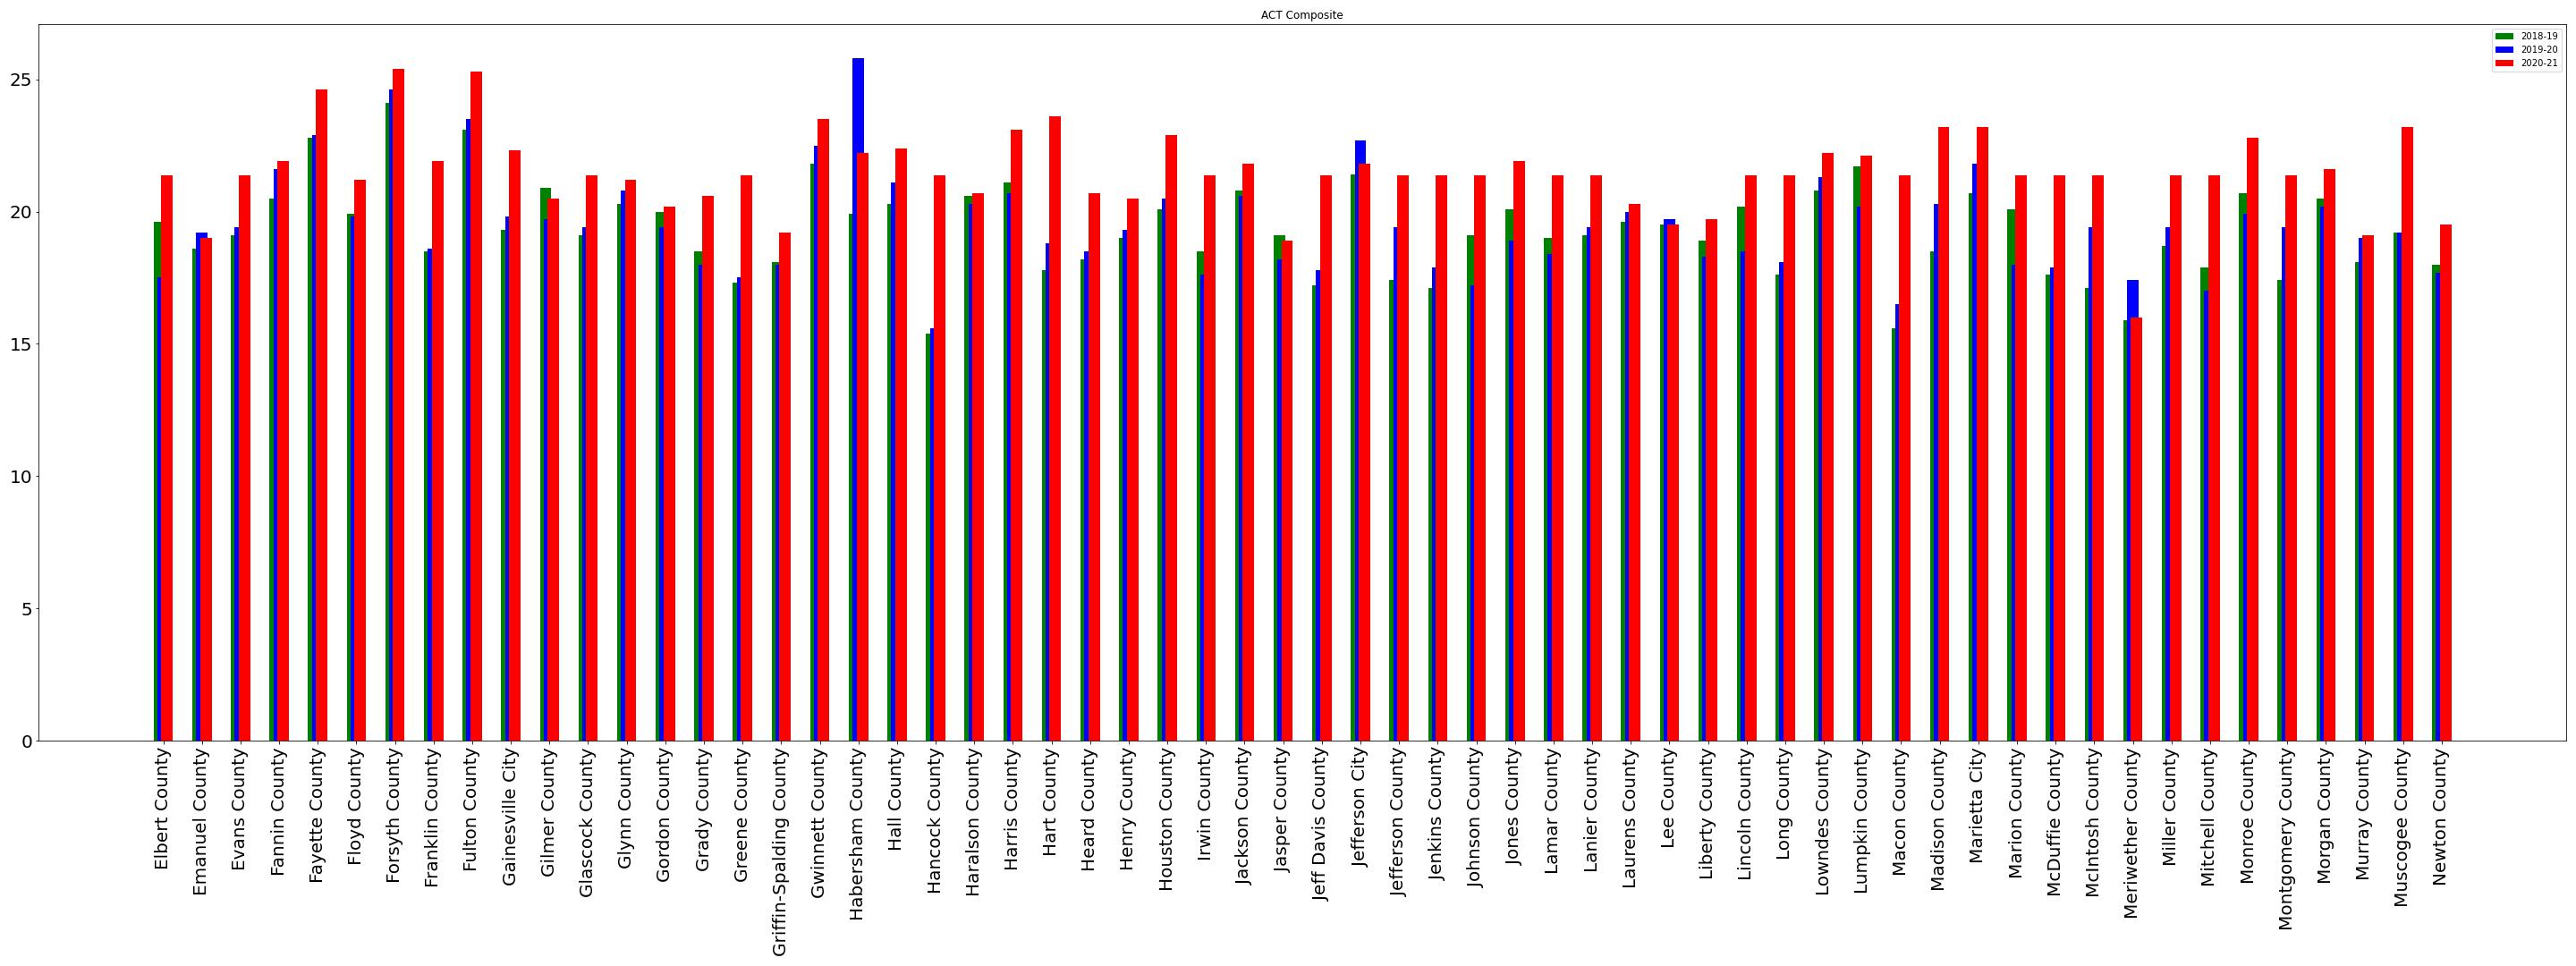 ACT Composite
2018-19
2019-20
2020-21
25
20
15
10
5
0
Elbert County
Emanuel County
Evans County
Fannin County
Fayette County
Floyd County
Forsyth County
Franklin County
Fulton County
Gainesville City
Gilmer County
Glascock County
Glynn County
Gordon County
Grady County
Greene County
Griffin-Spalding County
Gwinnett County
Habersham County
Hall County
Hancock County
Haralson County
Harris County
Hart County
Heard County
Henry County
Houston County
Irwin County
Jackson County
Jasper County
Jeff Davis County
Jefferson City
Jefferson County
Jenkins County
Johnson County
Jones County
Lamar County
Lanier County
Laurens County
Lee County
Liberty County
Lincoln County
Long County
Lowndes County
Lumpkin County
Macon County
Madison County
Marietta City
Marion County
McDuffie County
McIntosh County
Meriwether County
Miller County
Mitchell County
Monroe County
Montgomery County
Morgan County
Murray County
Muscogee County
Newton County